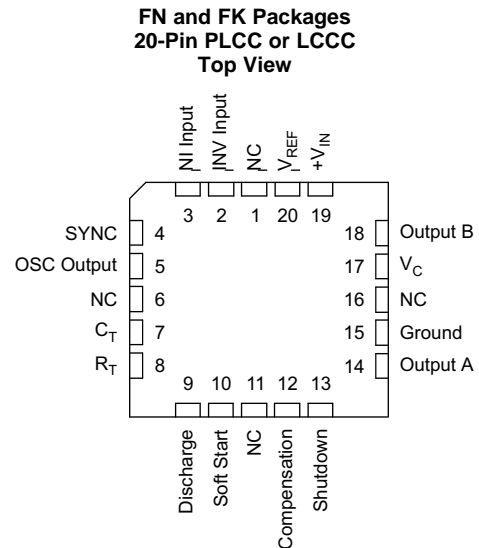 FN and FK Packages
20-Pin PLCC or LCCC
Top View
NI Input
INV Input
NC
VREF
+VIN
3 2 1 20 19
SYNC 4
OSC Output 5
NC 6
CT 7
RT 8
18 Output B
17 VC
16 NC
15 Ground
14 Output A
9 10 11 12 13
Discharge
Soft Start
NC
Compensation
Shutdown